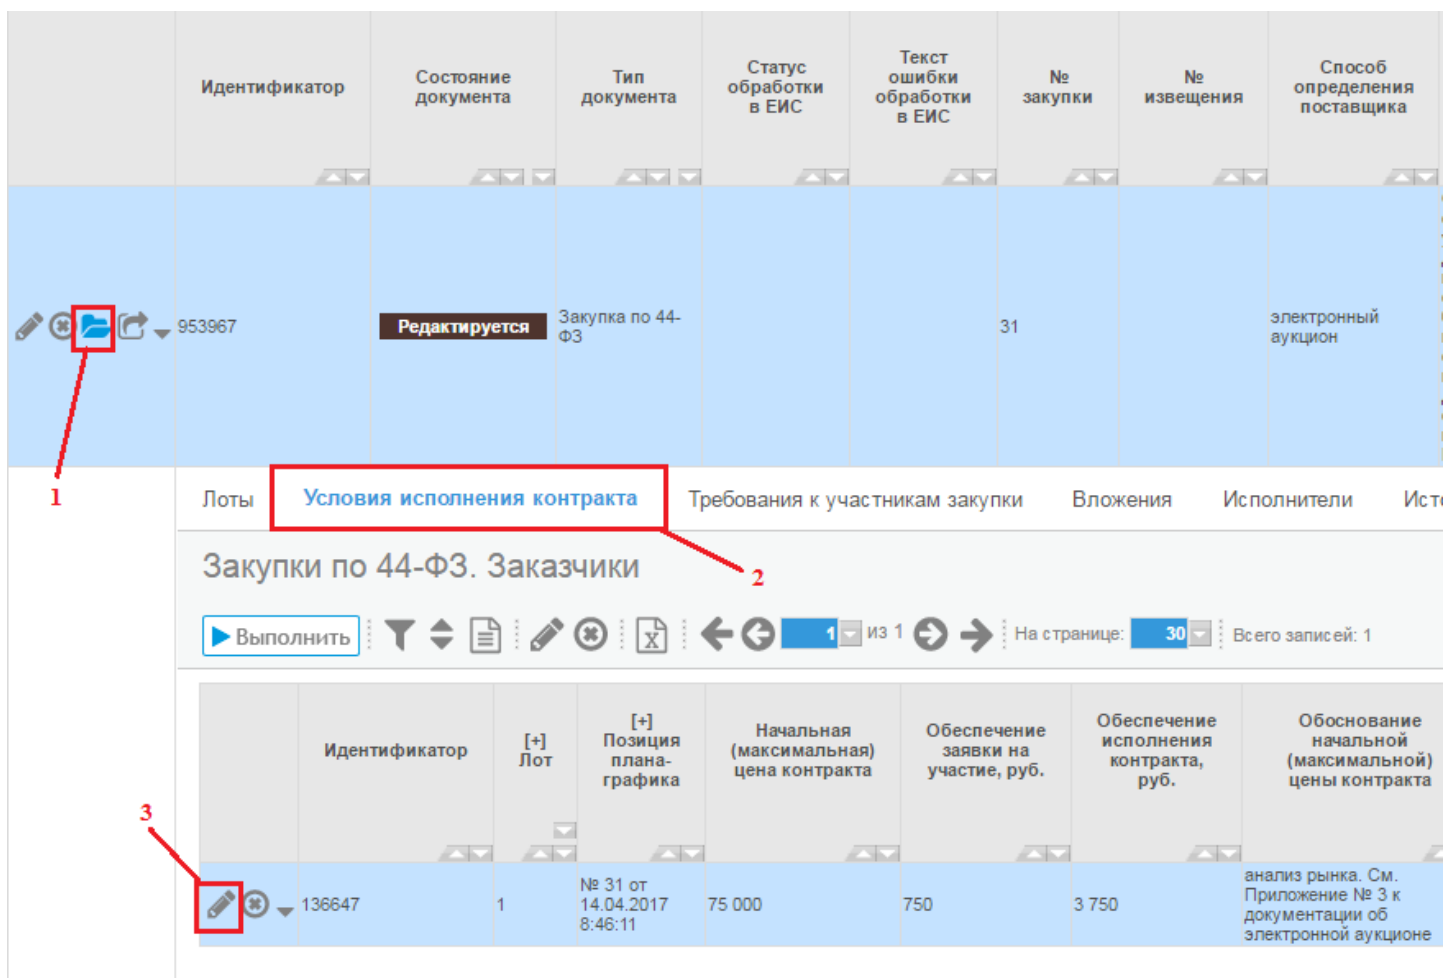 Идентификатор
Состояние
документа
Тип
документа
Статус
обработки
в ЕИС
Текст
ошибки
обработки
в ЕИС
№
закупки
№
извещения
Способ
определения
поставщика
953967
Редактируется
Закупка по 44-
ФЗ
31
электронный
аукцион
1
Лоты
Условия исполнения контракта
Требования к участникам закупки
Вложения
Исполнители
Ист
2
Закупки по 44-ФЗ. Заказчики
Выполнить
1 из 1
На странице: 30
Всего записей: 1
Идентификатор
[+]
Лот
[+]
Позиция
плана-
графика
Начальная
(максимальная)
цена контракта
Обеспечение
заявки на
участие, руб.
Обеспечение
исполнения
контракта,
руб.
Обоснование
начальной
(максимальной)
цены контракта
3
136647
1
№ 31 от
14.04.2017
8:46:11
75 000
750
3 750
анализ рынка. См.
Приложение № 3 к
документации об
электронной аукционе